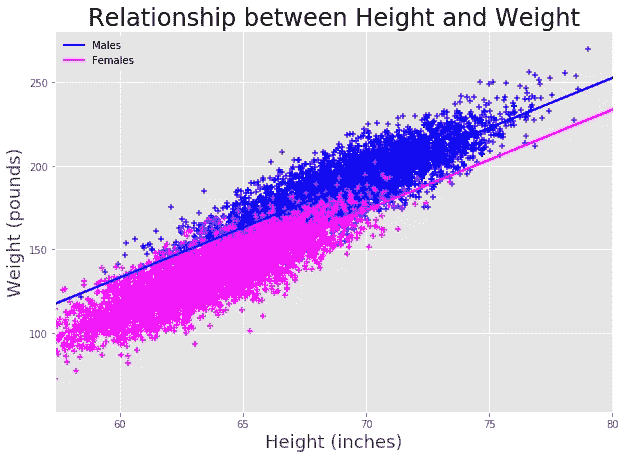 Relationship between Height and Weight
Males
Females
250
200
150
100
Weight (pounds)
60
65
70
75
80
Height (inches)